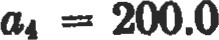 a₄ = 200.0